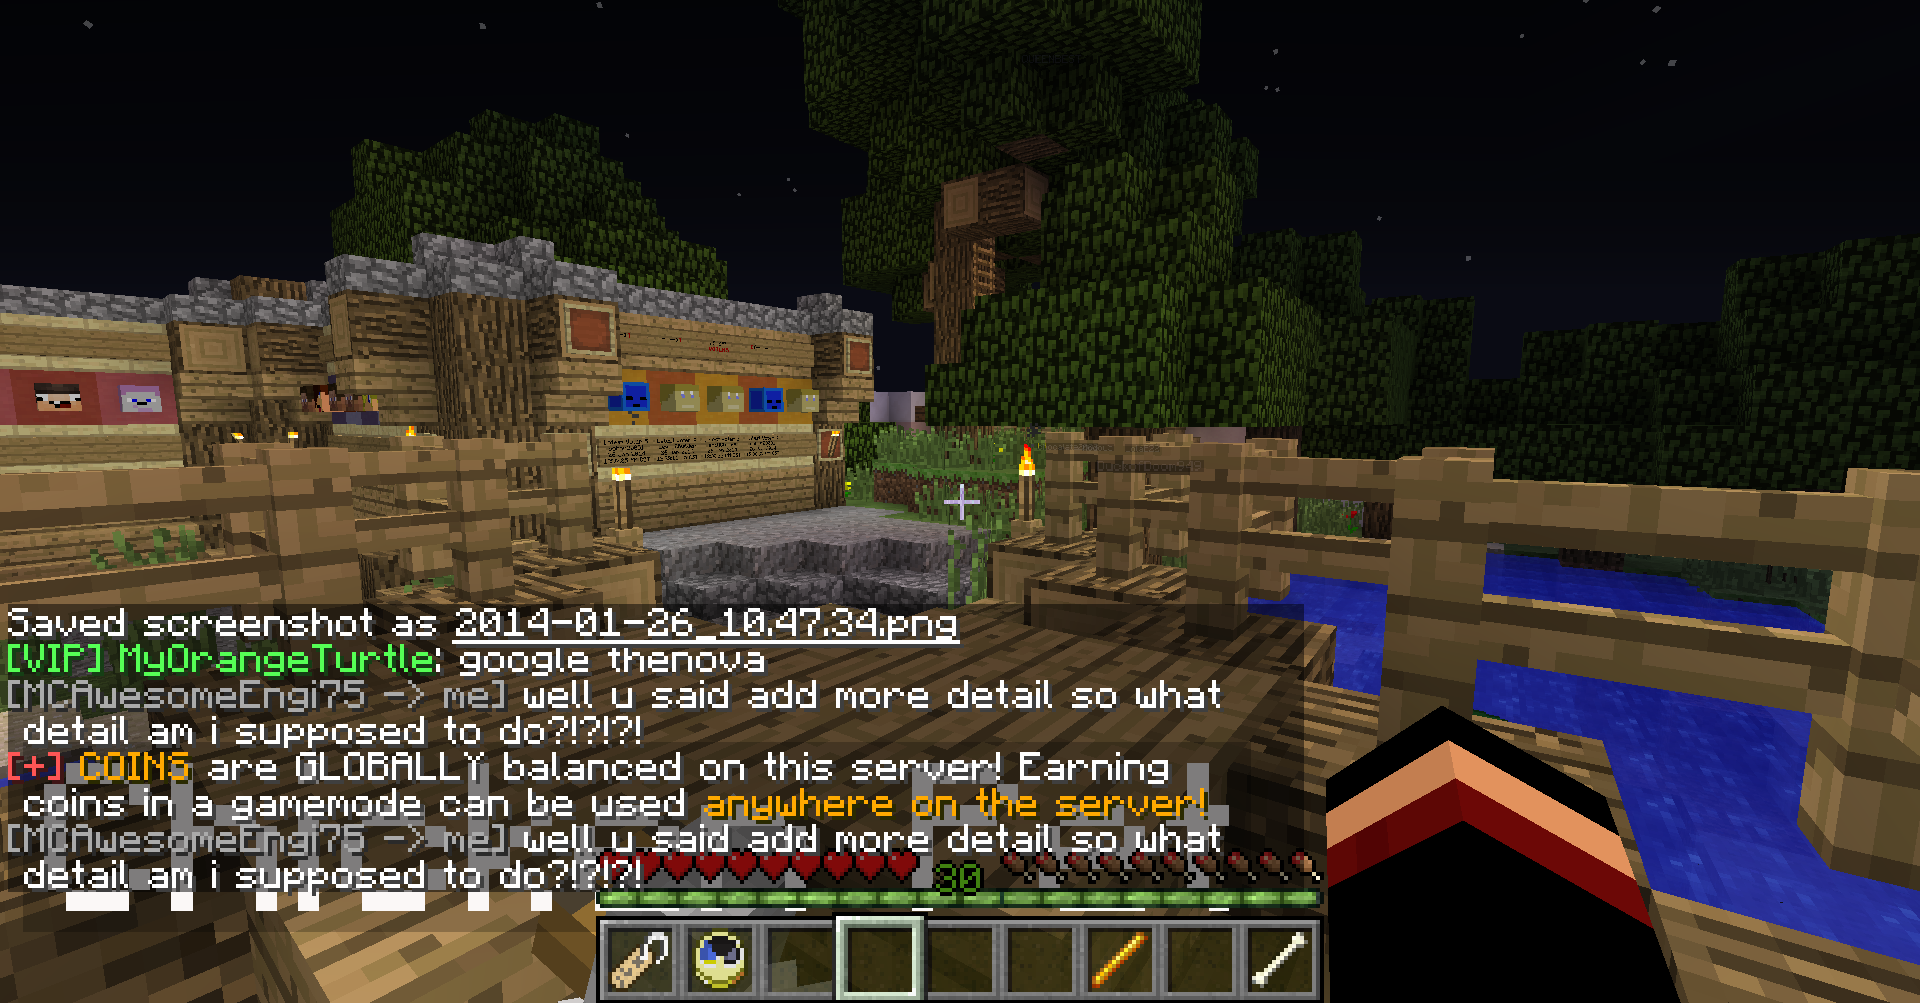 Saved screenshot as 2014-01-26_10.47.34.png
[VIP] MyOrangeTurtle: google thenova
[MCAwesomeEngi75 -> me] well u said add more detail so what
detail am i supposed to do?!?!?!
[+] COINS are GLOBALLY balanced on this server! Earning
coins in a gamemode can be used anywhere on the server!
[MCAwesomeEngi75 -> me] well u said add more detail so what
detail am i supposed to do?!?!?!
30